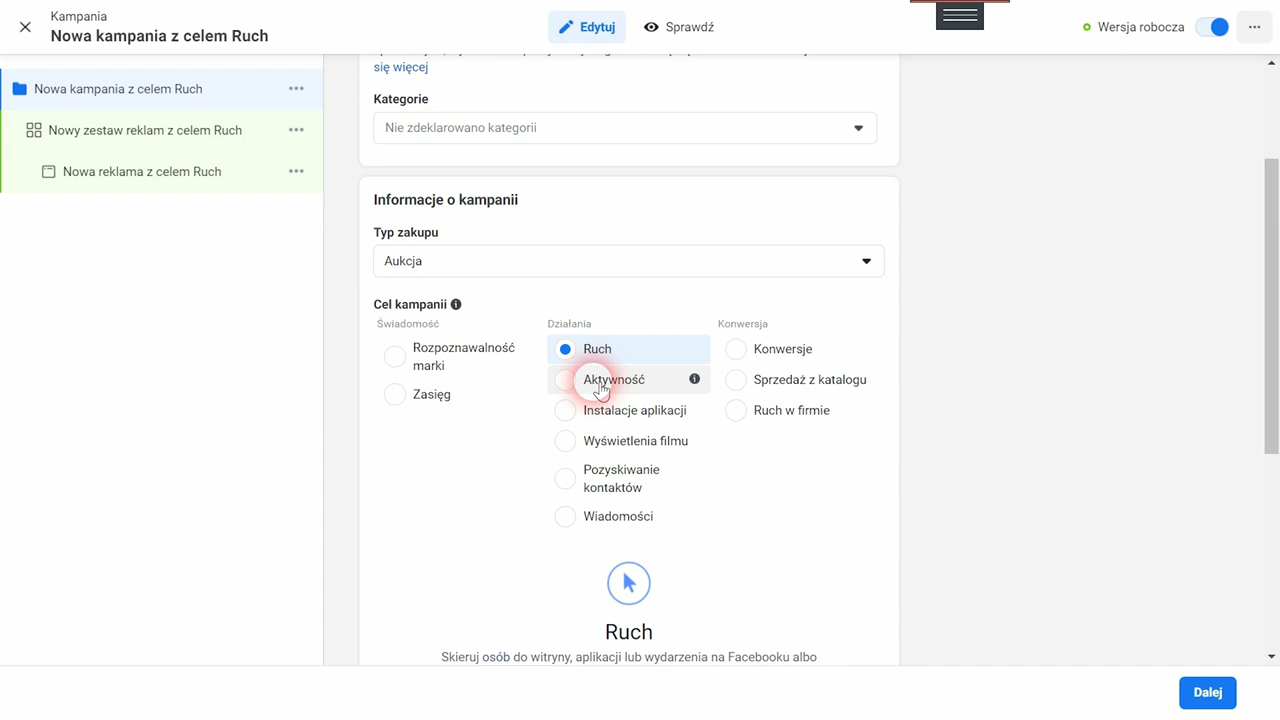 Kampania
Nowa kampania z celem Ruch
Edytuj
Sprawdź
Wersja robocza
Nowa kampania z celem Ruch
Nowy zestaw reklam z celem Ruch
Nowa reklama z celem Ruch
się więcej
Kategorie
Nie zdeklarowano kategorii
Informacje o kampanii
Typ zakupu
Aukcja
Cel kampanii
Świadomość
Rozpoznawalność
marki
Zasięg
Działania
Ruch
Aktywność
Instalacje aplikacji
Wyświetlenia filmu
Pozyskiwanie
kontaktów
Wiadomości
Konwersja
Konwersje
Sprzedaż z katalogu
Ruch w firmie
Ruch
Skieruj osób do witryny, aplikacji lub wydarzenia na Facebooku albo
Dalej